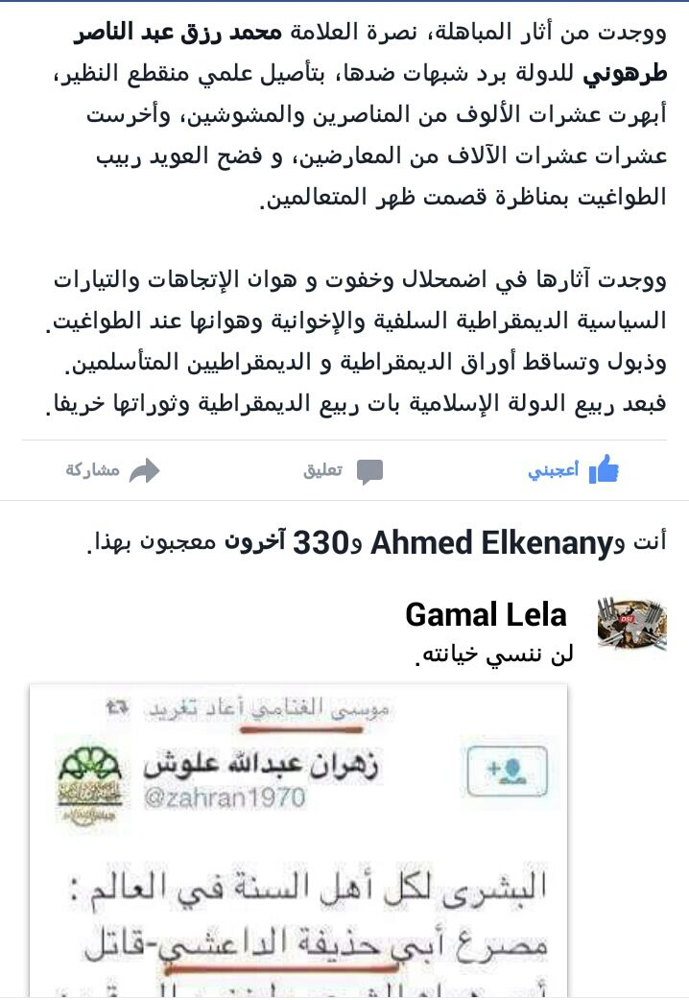 ووجدت من أثار المباهلة، نصرة العلامة محمد رزق عبد الناصر
طرهوني للدولة برد شبهات ضدها، بتأصيل علمي منقطع النظير،
أبهرت عشرات الألوف من المناصرين والمشوشين، وأخرست
عشرات عشرات الآلاف من المعارضين، و فضح العويد ربيب
الطواغيت بمناظرة قصمت ظهر المتعالمين.
ووجدت آثارها في اضمحلال وخفوت و هوان الإتجاهات والتيارات
السياسية الديمقراطية السلفية والإخوانية وهوانها عند الطواغيت.
وذبول وتساقط أوراق الديمقراطية و الديمقراطيين المتأسلمين.
فبعد ربيع الدولة الإسلامية بات ربيع الديمقراطية وثوراتها خريفا.
أعجبني تعليق مشاركة
أنت وAhmed Elkenany و330 آخرون معجبون بهذا.
Gamal Lela
لن ننسي خيانته.
موسى الغنامي أعاد تغريد
زهران عبدالله علوش
@zahran1970
البشرى لكل أهل السنة في العالم :
مصرع أبي حذيفة الداعشي-قاتل